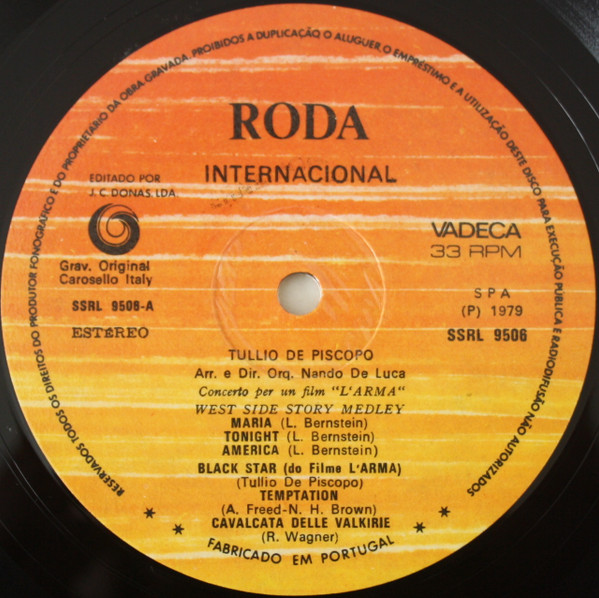 RESERVADOS TODOS OS DIREITOS DO PRODUTOR FONOGRÁFICO E DO PROPRIETARIO DA OBRA GRAVADA. PROIBIDOS A DUPLICAÇÃO, O ALUGUER, O EMPRÉSTIMO E A UTILIZAÇÃO DESTE DISCO PARA EXECUÇÃO PÚBLICA E RADIODIFUSÃO NÃO AUTORIZADOS
RODA
INTERNACIONAL
EDITADO POR
J. C. DONAS, LDA.
Grav. Original
Carosello Italy
SSRL 9506-A
ESTÉREO
VADECA
33 RPM
S P A
(P) 1979
SSRL 9506
TULLIO DE PISCOPO
Arr. e Dir. Orq. Nando De Luca
Concerto per un film "L'ARMA"
WEST SIDE STORY MEDLEY
MARIA (L. Bernstein)
TONIGHT (L. Bernstein)
AMERICA (L. Bernstein)
BLACK STAR (do Filme L'ARMA)
(Tullio De Piscopo)
TEMPTATION
(A. Freed-N. H. Brown)
CAVALCATA DELLE VALKIRIE
(R. Wagner)
* * FABRICADO EM PORTUGAL * *